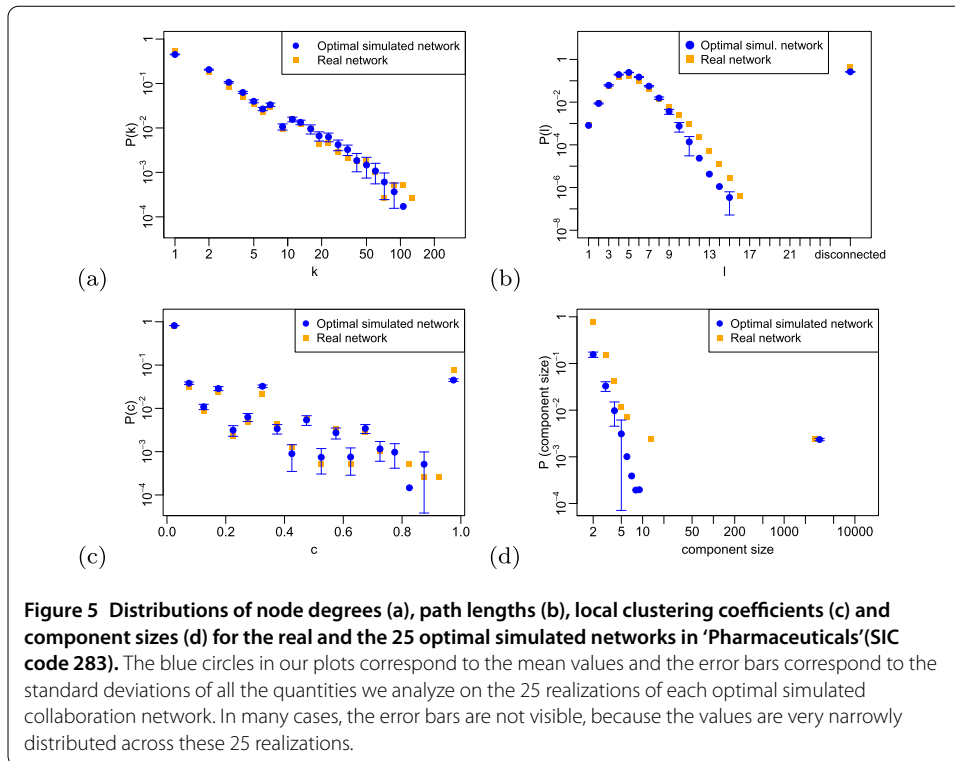 1
10⁻¹
10⁻²
10⁻³
10⁻⁴
P(k)
Optimal simulated network
Real network
1 2 5 10 20 50 100 200
k
(a)
1
10⁻²
10⁻⁴
10⁻⁶
10⁻⁸
P(l)
Optimal simul. network
Real network
1 3 5 7 9 13 17 21 disconnected
l
(b)
1
10⁻¹
10⁻²
10⁻³
10⁻⁴
P(c)
Optimal simulated network
Real network
0.0 0.2 0.4 0.6 0.8 1.0
c
(c)
1
10⁻¹
10⁻²
10⁻³
10⁻⁴
P (component size)
Optimal simulated network
Real network
2 5 10 50 200 1000 10000
component size
(d)
Figure 5 Distributions of node degrees (a), path lengths (b), local clustering coefficients (c) and
component sizes (d) for the real and the 25 optimal simulated networks in ‘Pharmaceuticals’(SIC
code 283). The blue circles in our plots correspond to the mean values and the error bars correspond to the
standard deviations of all the quantities we analyze on the 25 realizations of each optimal simulated
collaboration network. In many cases, the error bars are not visible, because the values are very narrowly
distributed across these 25 realizations.